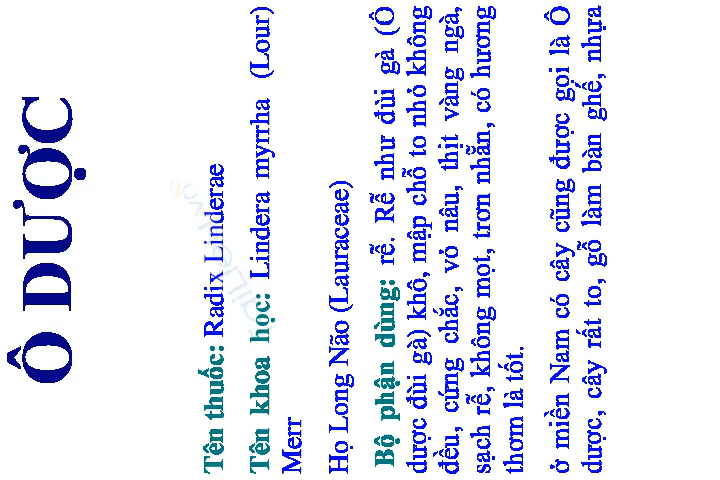 Ô DƯỢC
Tên thuốc: Radix Linderae
Tên khoa học: Lindera myrrha (Lour)
Merr
Họ Long Não (Lauraceae)
Bộ phận dùng: rễ. Rễ như đùi gà (Ô
dược đùi gà) khô, mập chỗ to nhỏ không
đều, cứng chắc, vỏ nâu, thịt vàng ngà,
sạch rễ, không mọt, trơn nhẵn, có hương
thơm là tốt.
ở miền Nam có cây cũng được gọi là Ô
dược, cây rất to, gỗ làm bàn ghế, nhựa